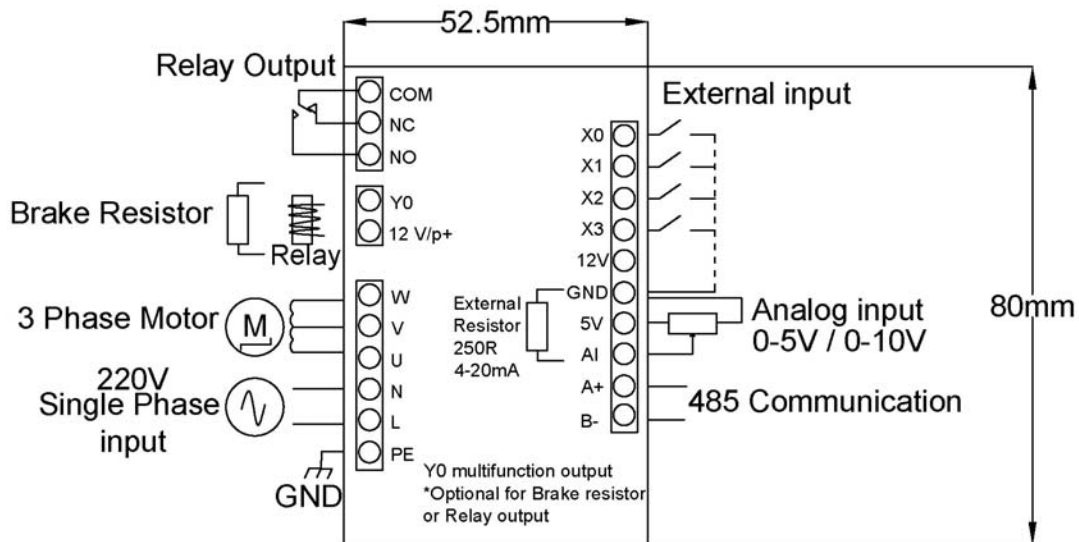 52.5mm
Relay Output
COM
NC
NO
Brake Resistor
Relay
Y0
12 V/p+
3 Phase Motor
M
W
V
U
220V
Single Phase
input
N
L
PE
GND
External input
X0
X1
X2
X3
12V
GND
5V
AI
A+
B-
External
Resistor
250R
4-20mA
Analog input
0-5V / 0-10V
485 Communication
80mm
Y0 multifunction output
*Optional for Brake resistor
or Relay output